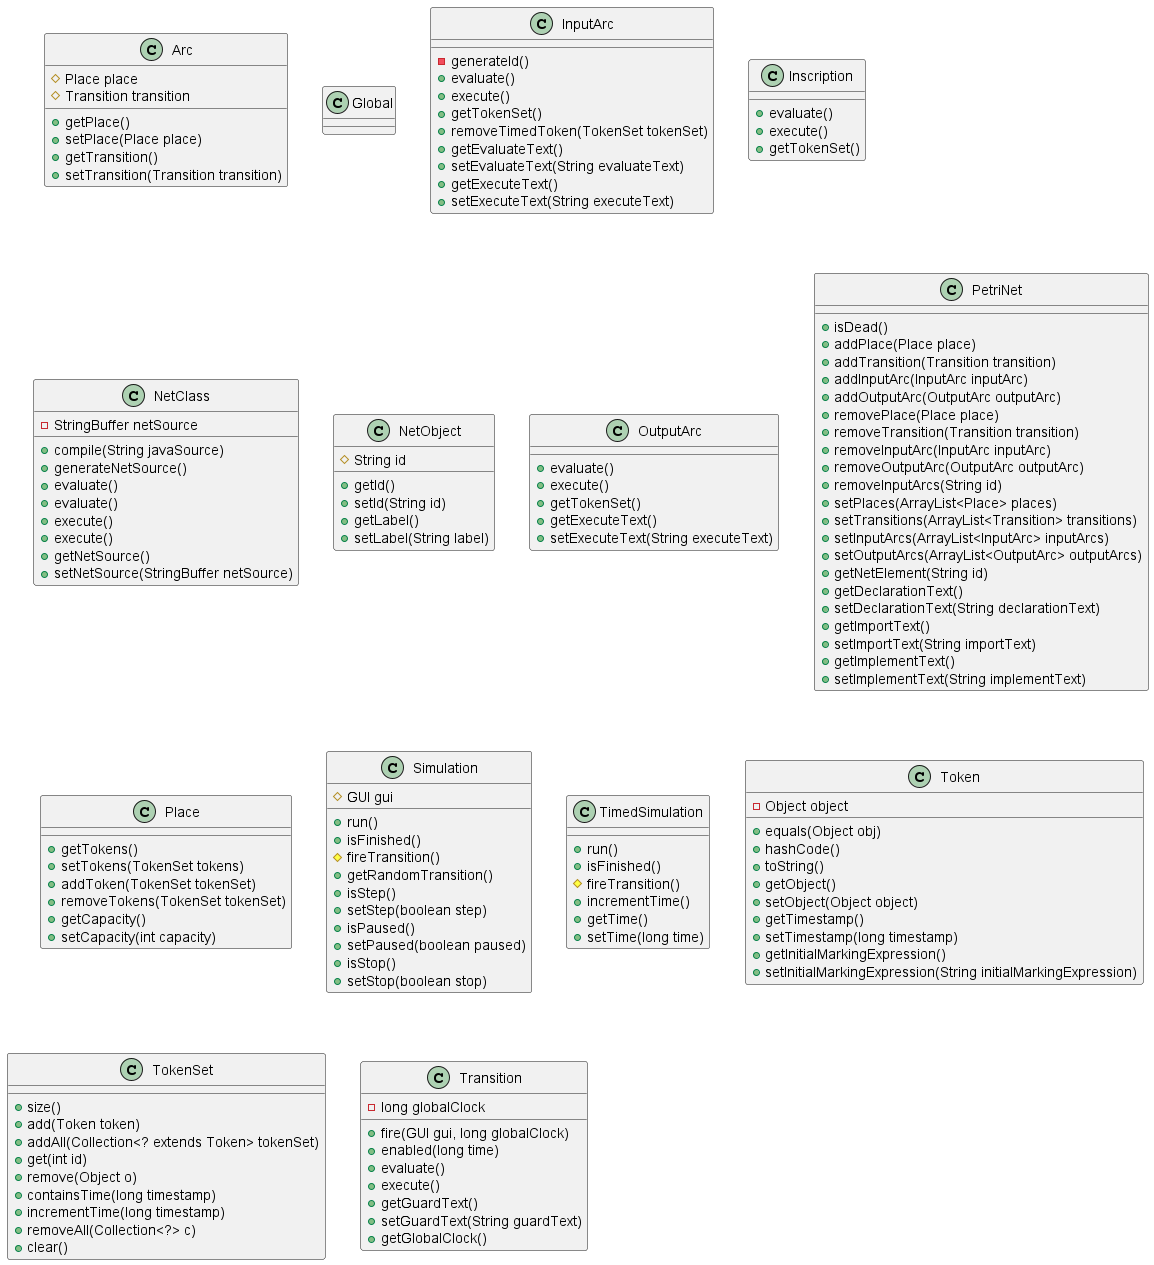 Arc
Place place
Transition transition
getPlace()
setPlace(Place place)
getTransition()
setTransition(Transition transition)
Global
InputArc
generateId()
evaluate()
execute()
getTokenSet()
removeTimedToken(TokenSet tokenSet)
getEvaluateText()
setEvaluateText(String evaluateText)
getExecuteText()
setExecuteText(String executeText)
Inscription
evaluate()
execute()
getTokenSet()
NetClass
StringBuffer netSource
compile(String javaSource)
generateNetSource()
evaluate()
evaluate()
execute()
execute()
getNetSource()
setNetSource(StringBuffer netSource)
NetObject
String id
getId()
setId(String id)
getLabel()
setLabel(String label)
OutputArc
evaluate()
execute()
getTokenSet()
getExecuteText()
setExecuteText(String executeText)
PetriNet
isDead()
addPlace(Place place)
addTransition(Transition transition)
addInputArc(InputArc inputArc)
addOutputArc(OutputArc outputArc)
removePlace(Place place)
removeTransition(Transition transition)
removeInputArc(InputArc inputArc)
removeOutputArc(OutputArc outputArc)
removeInputArcs(String id)
setPlaces(ArrayList<Place> places)
setTransitions(ArrayList<Transition> transitions)
setInputArcs(ArrayList<InputArc> inputArcs)
setOutputArcs(ArrayList<OutputArc> outputArcs)
getNetElement(String id)
getDeclarationText()
setDeclarationText(String declarationText)
getImportText()
setImportText(String importText)
getImplementText()
setImplementText(String implementText)
Place
getTokens()
setTokens(TokenSet tokens)
addToken(TokenSet tokenSet)
removeTokens(TokenSet tokenSet)
getCapacity()
setCapacity(int capacity)
Simulation
GUI gui
run()
isFinished()
fireTransition()
getRandomTransition()
isStep()
setStep(boolean step)
isPaused()
setPaused(boolean paused)
isStop()
setStop(boolean stop)
TimedSimulation
run()
isFinished()
fireTransition()
incrementTime()
getTime()
setTime(long time)
Token
Object object
equals(Object obj)
hashCode()
toString()
getObject()
setObject(Object object)
getTimestamp()
setTimestamp(long timestamp)
getInitialMarkingExpression()
setInitialMarkingExpression(String initialMarkingExpression)
TokenSet
size()
add(Token token)
addAll(Collection<? extends Token> tokenSet)
get(int id)
remove(Object o)
containsTime(long timestamp)
incrementTime(long timestamp)
removeAll(Collection<?> c)
clear()
Transition
long globalClock
fire(GUI gui, long globalClock)
enabled(long time)
evaluate()
execute()
getGuardText()
setGuardText(String guardText)
getGlobalClock()